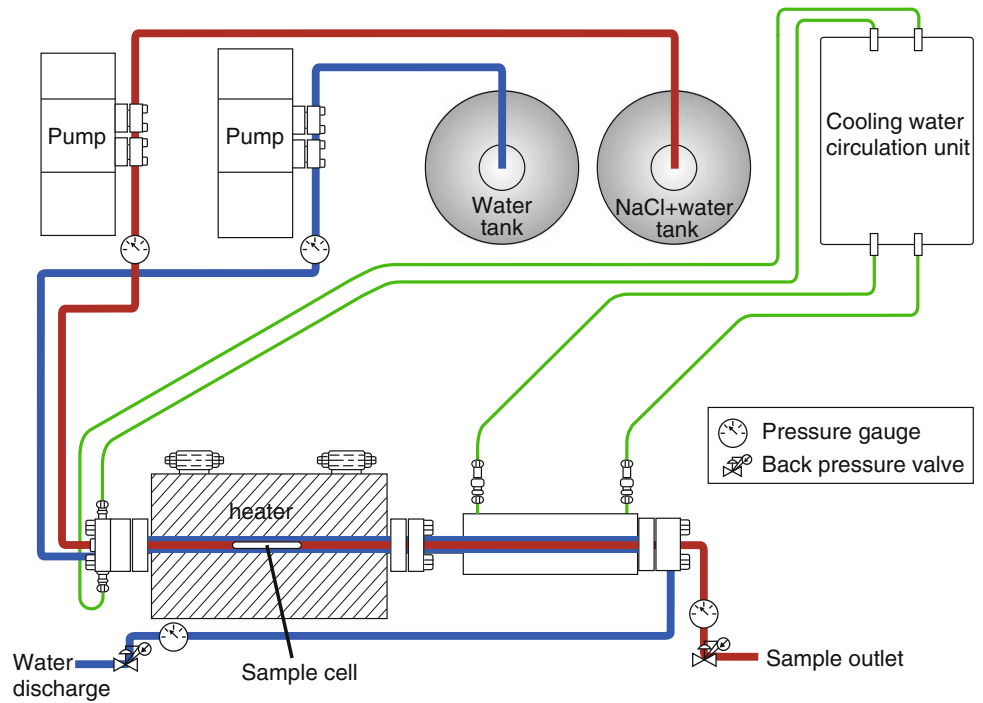 Pump
Pump
Water
tank
NaCl+water
tank
Cooling water
circulation unit
Pressure gauge
Back pressure valve
heater
Sample cell
Water
discharge
Sample outlet